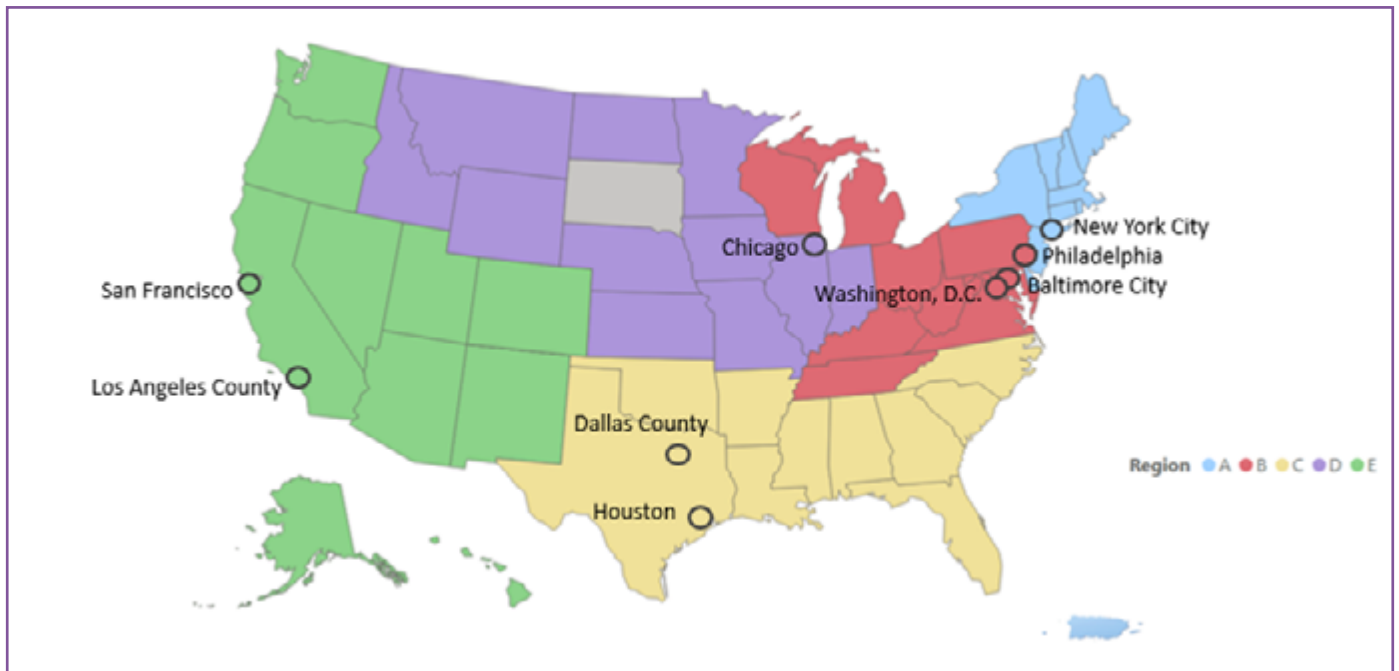 New York City
Chicago
Philadelphia
San Francisco
Washington, D.C.
Baltimore City
Los Angeles County
Dallas County
Region A B C D E
Houston